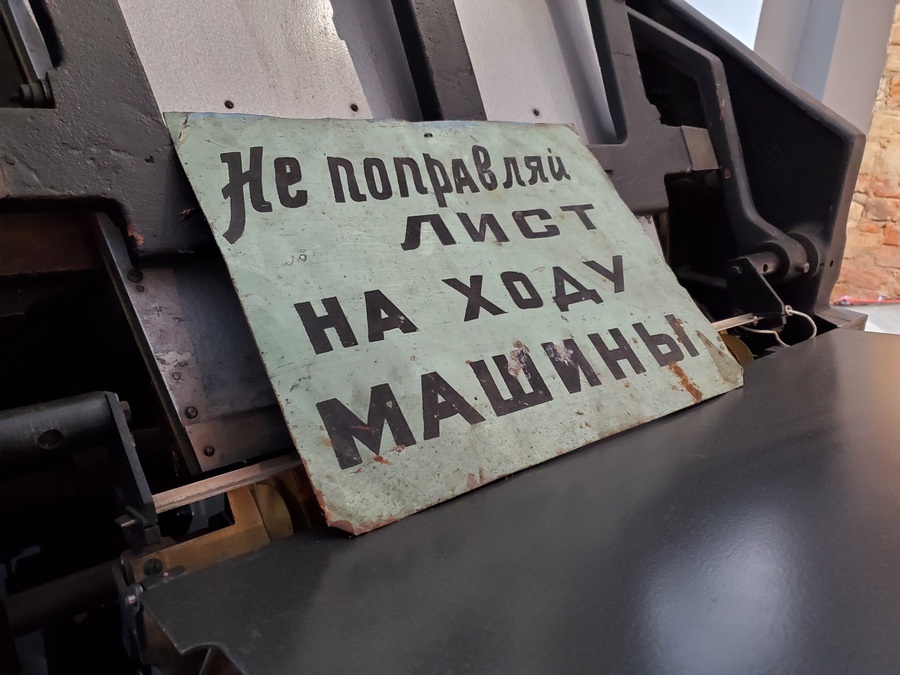 Не поправляй
лист
на ходу
машины